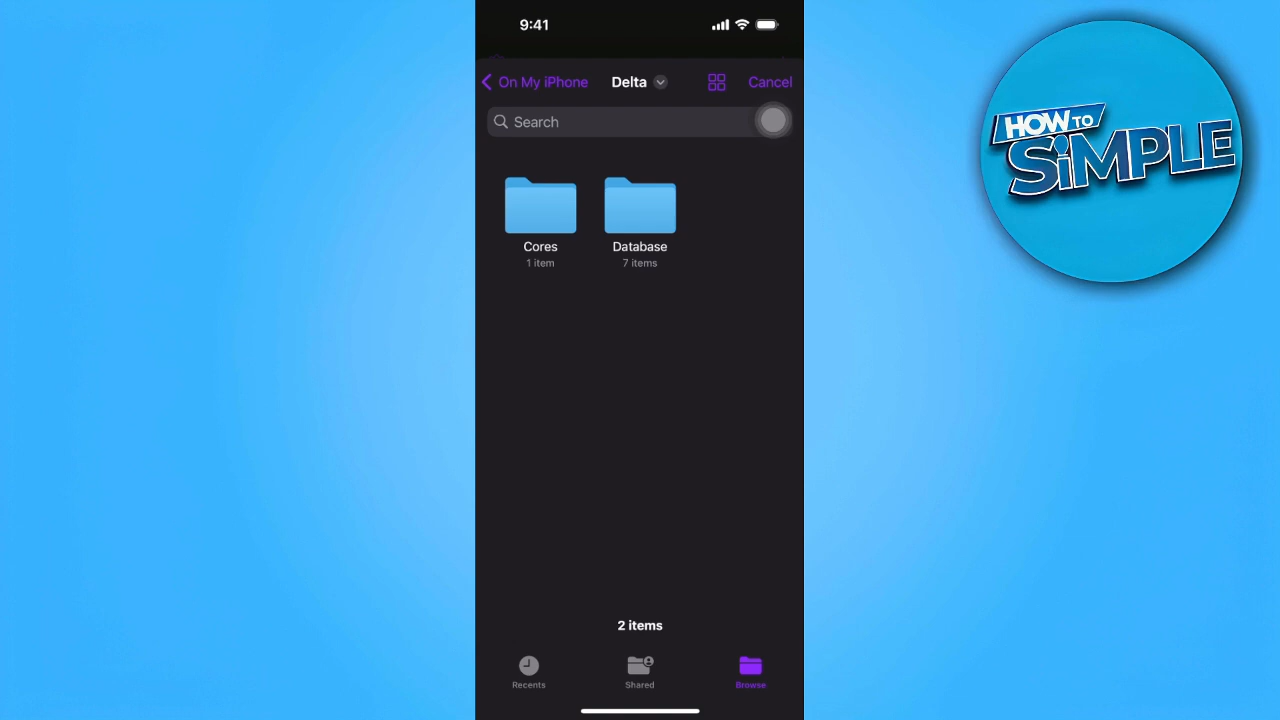 9:41
On My iPhone
Delta
Cancel
HOW TO
SiMPLE
Search
Cores
Database
1 item
7 items
2 items
Recents
Shared
Browse